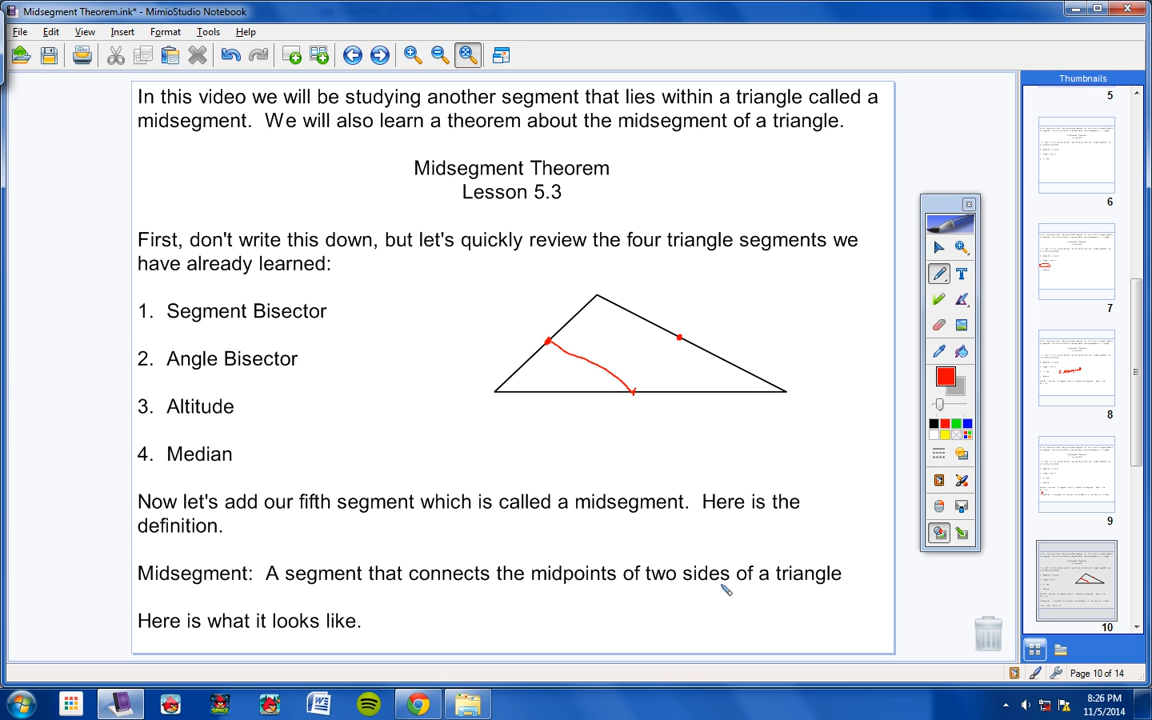 Midsegment Theorem.ink* - MimioStudio Notebook
File Edit View Insert Format Tools Help
In this video we will be studying another segment that lies within a triangle called a
midsegment. We will also learn a theorem about the midsegment of a triangle.
Midsegment Theorem
Lesson 5.3
First, don't write this down, but let's quickly review the four triangle segments we
have already learned:
1. Segment Bisector
2. Angle Bisector
3. Altitude
4. Median
Now let's add our fifth segment which is called a midsegment. Here is the
definition.
Midsegment: A segment that connects the midpoints of two sides of a triangle
Here is what it looks like.
Thumbnails
5
6
7
8
9
10
Page 10 of 14
8:26 PM
11/5/2014